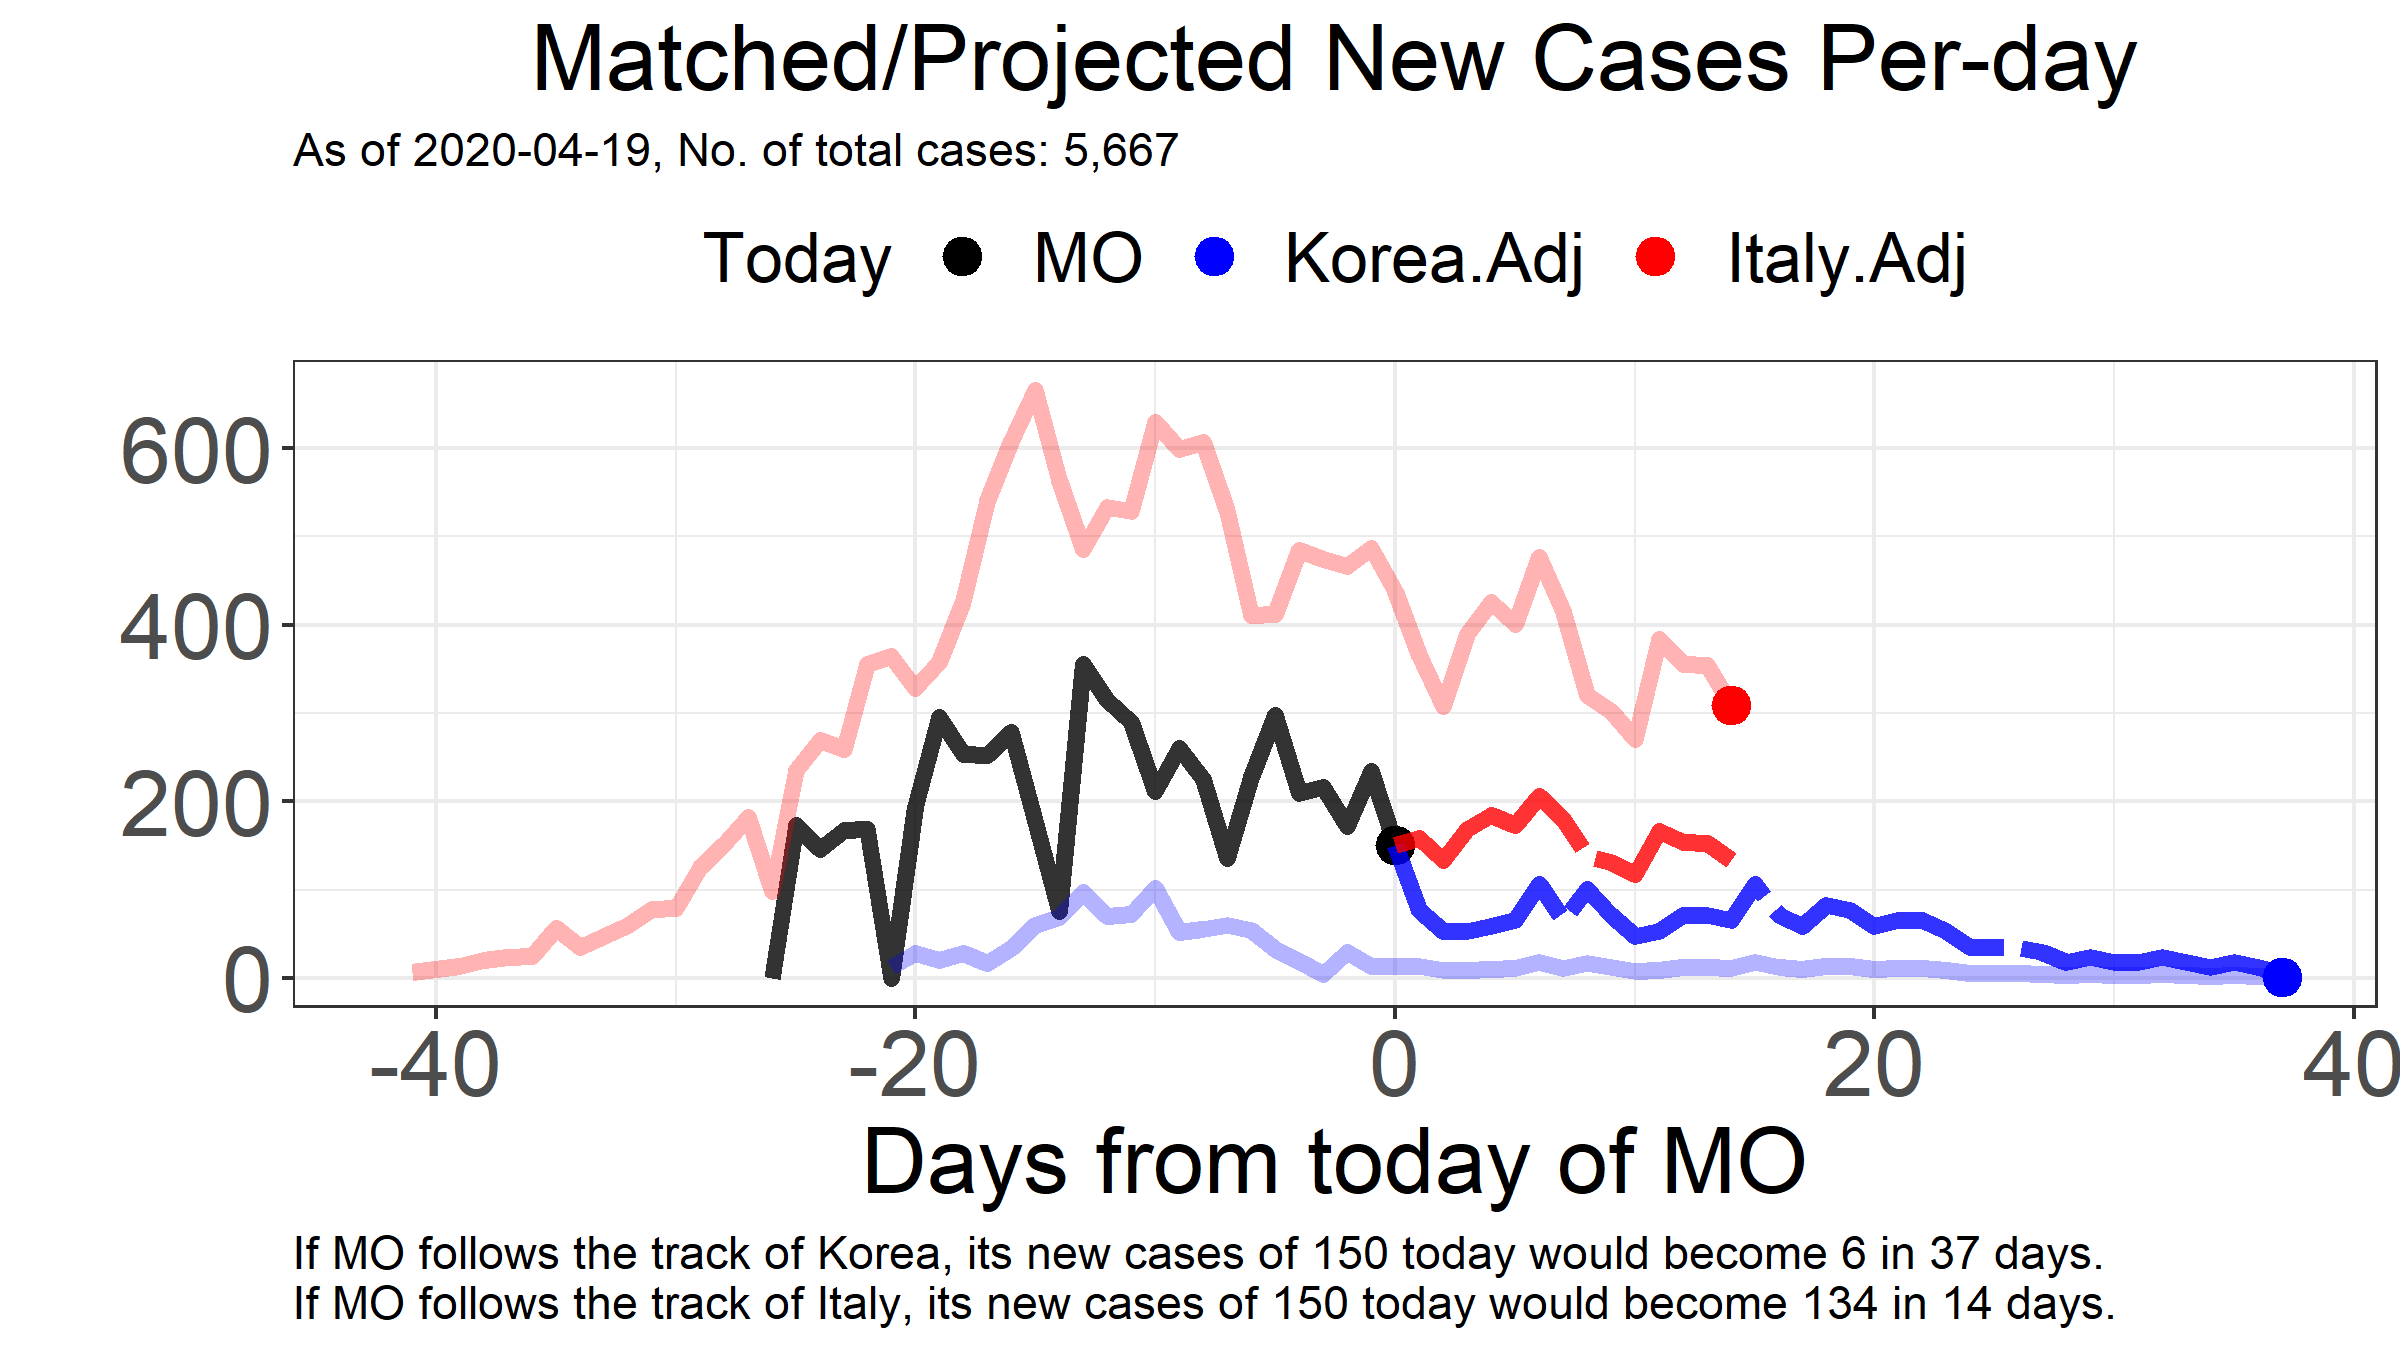 Matched/Projected New Cases Per-day
As of 2020-04-19, No. of total cases: 5,667
Today MO Korea.Adj Italy.Adj
600
400
200
0
-40 -20 0 20 40
Days from today of MO
If MO follows the track of Korea, its new cases of 150 today would become 6 in 37 days.
If MO follows the track of Italy, its new cases of 150 today would become 134 in 14 days.